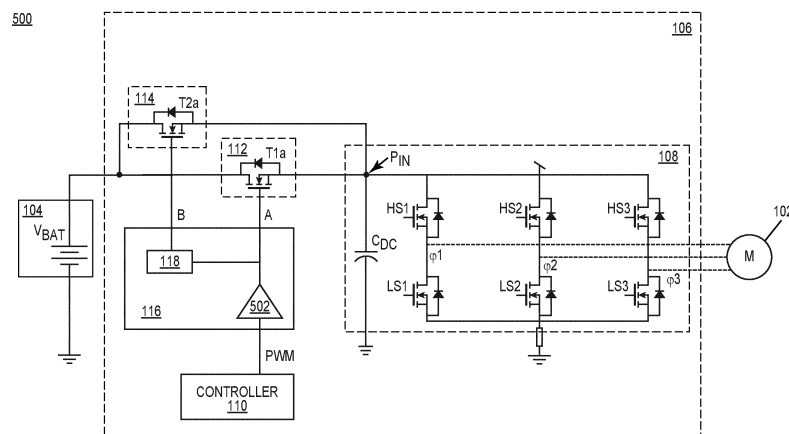 500
106
114
T2a
112
T1a
PIN
108
104
VBAT
B
A
CDC
HS1
HS2
HS3
102
M
φ1
φ2
φ3
118
LS1
LS2
LS3
502
116
PWM
CONTROLLER
110